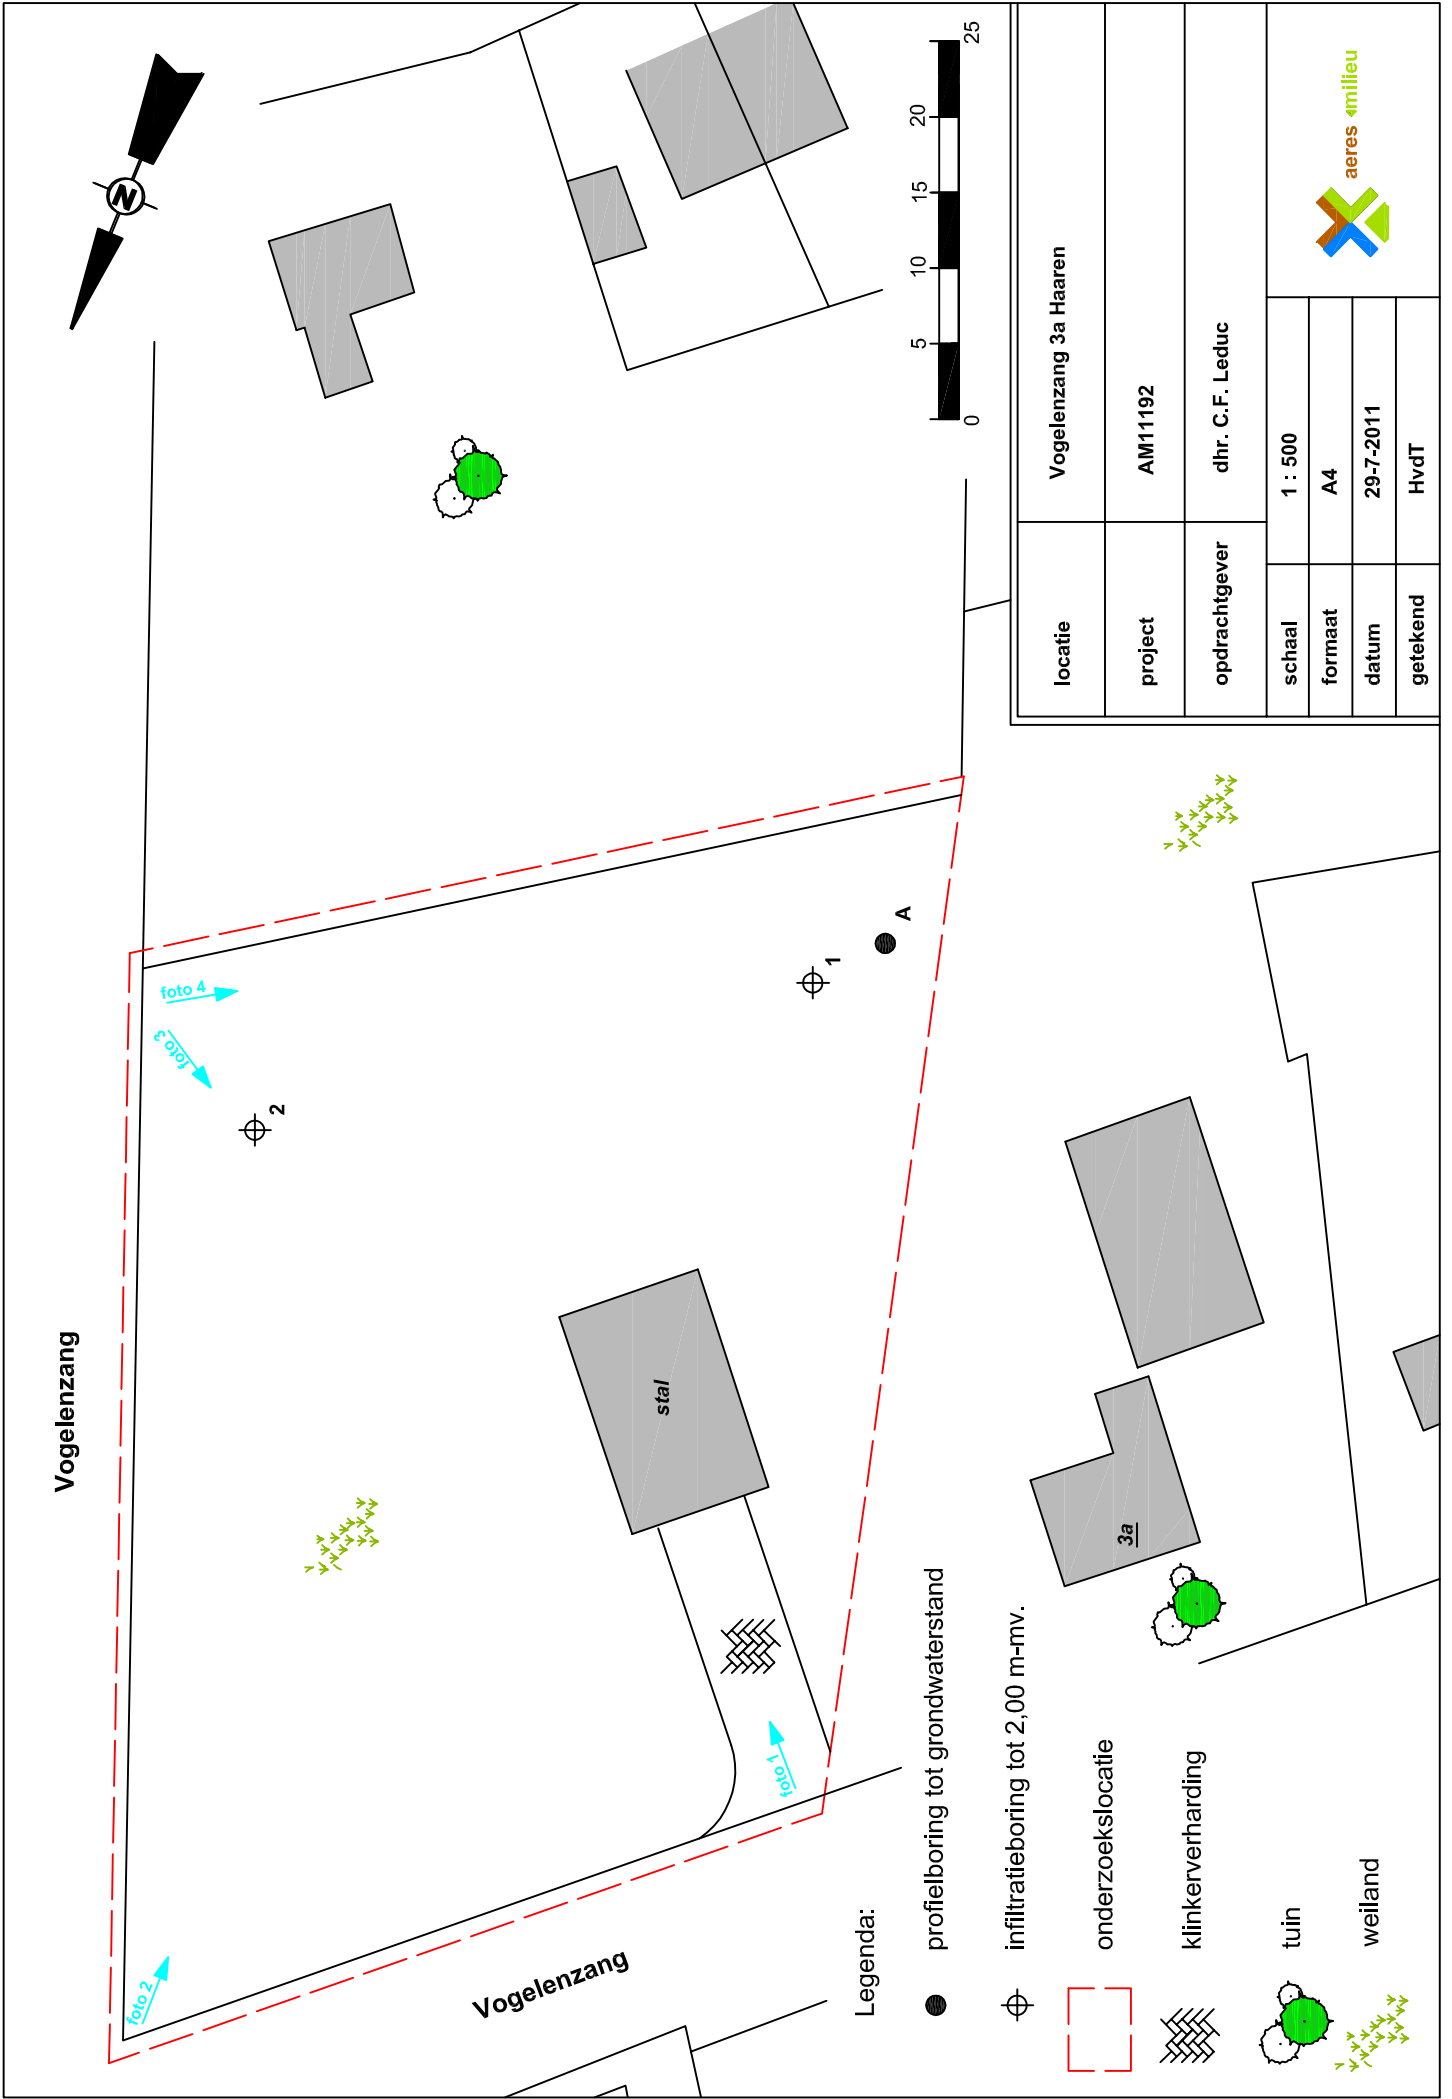 Vogelenzang
foto 2
foto 3
foto 4
2
1
A
stal
foto 1
3a
Vogelenzang
N
0 5 10 15 20 25
Legenda:
profielboring tot grondwaterstand
infiltratieboring tot 2,00 m-mv.
onderzoekslocatie
klinkerverharding
tuin
weiland
locatie Vogelenzang 3a Haaren
project AM11192
opdrachtgever dhr. C.F. Leduc
schaal 1 : 500
formaat A4
datum 29-7-2011
getekend HvdT
aeres milieu